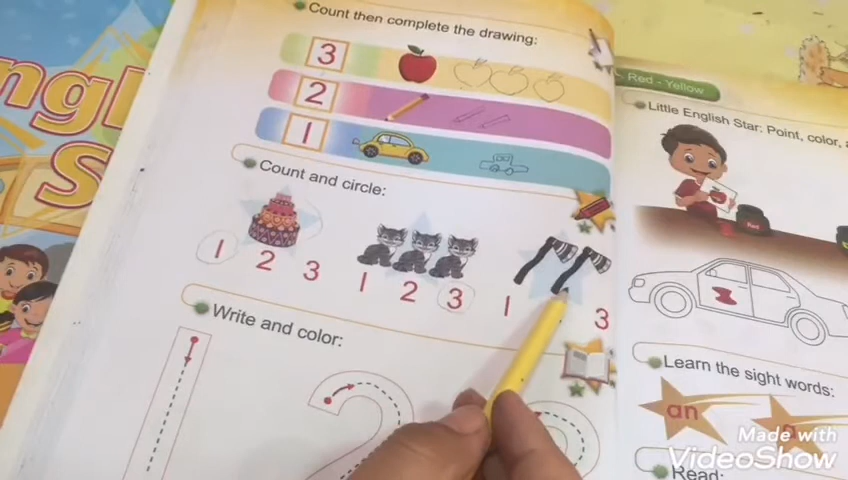 Count then complete the drawing:
3
2
1
Count and circle:
1 2 3
1 2 3
1 3
Write and color:
Red - Yellow
Little English Star: Point, color,
Red
Learn the sight words:
an
a
Read:
Made with
VideoShow